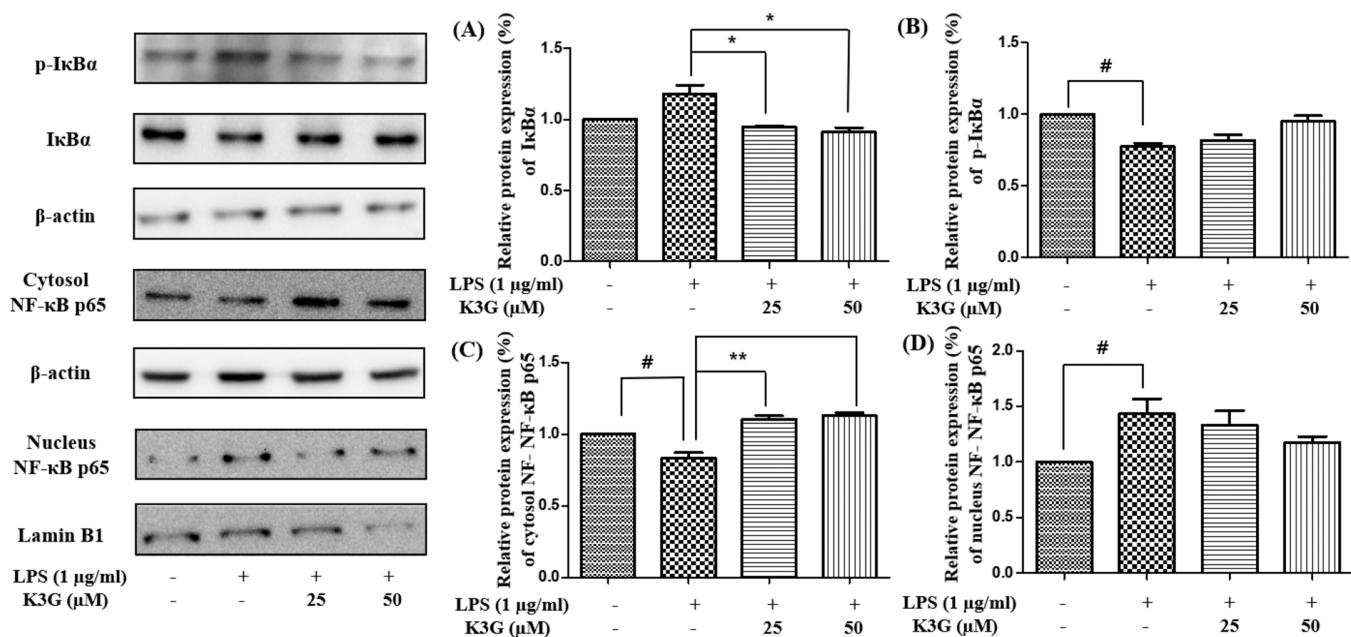 p-IκBα
IκBα
β-actin
Cytosol
NF-κB p65
β-actin
Nucleus
NF-κB p65
Lamin B1
LPS (1 μg/ml) - + + +
K3G (μM) - - 25 50
(A)
Relative protein expression (%)
of IκBα
1.5
1.0
0.5
0.0
*
*
LPS (1 μg/ml) - + + +
K3G (μM) - - 25 50
(B)
Relative protein expression (%)
of p-IκBα
1.5
1.0
0.5
0.0
#
LPS (1 μg/ml) - + + +
K3G (μM) - - 25 50
(C)
Relative protein expression (%)
of cytosol NF- NF-κB p65
1.5
1.0
0.5
0.0
#
**
LPS (1 μg/ml) - + + +
K3G (μM) - - 25 50
(D)
Relative protein expression (%)
of nucleus NF- NF-κB p65
2.0
1.5
1.0
0.5
0.0
#
LPS (1 μg/ml) - + + +
K3G (μM) - - 25 50